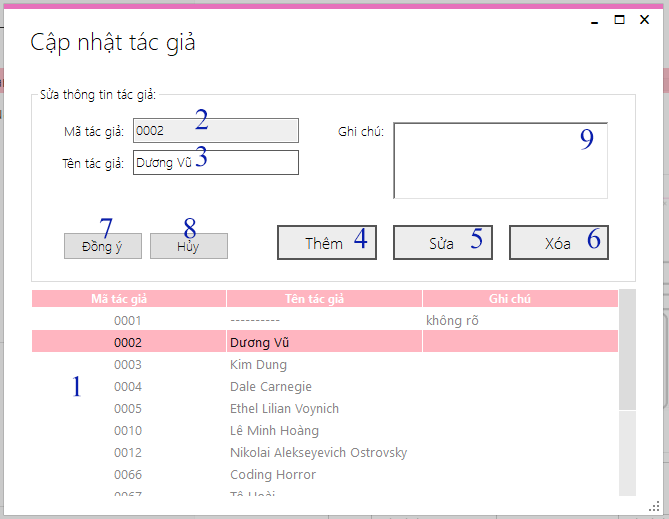 Cập nhật tác giả
Sửa thông tin tác giả:
Mã tác giả: 0002 2 Ghi chú: 9
Tên tác giả: Dương Vũ 3
7 8
Đồng ý Hủy Thêm 4 Sửa 5 Xóa 6
Mã tác giả Tên tác giả Ghi chú
0001 ---------- không rõ
0002 Dương Vũ
0003 Kim Dung
1
0004 Dale Carnegie
0005 Ethel Lilian Voynich
0010 Lê Minh Hoàng
0012 Nikolai Alekseyevich Ostrovsky
0066 Coding Horror
0067 Tô Hoài